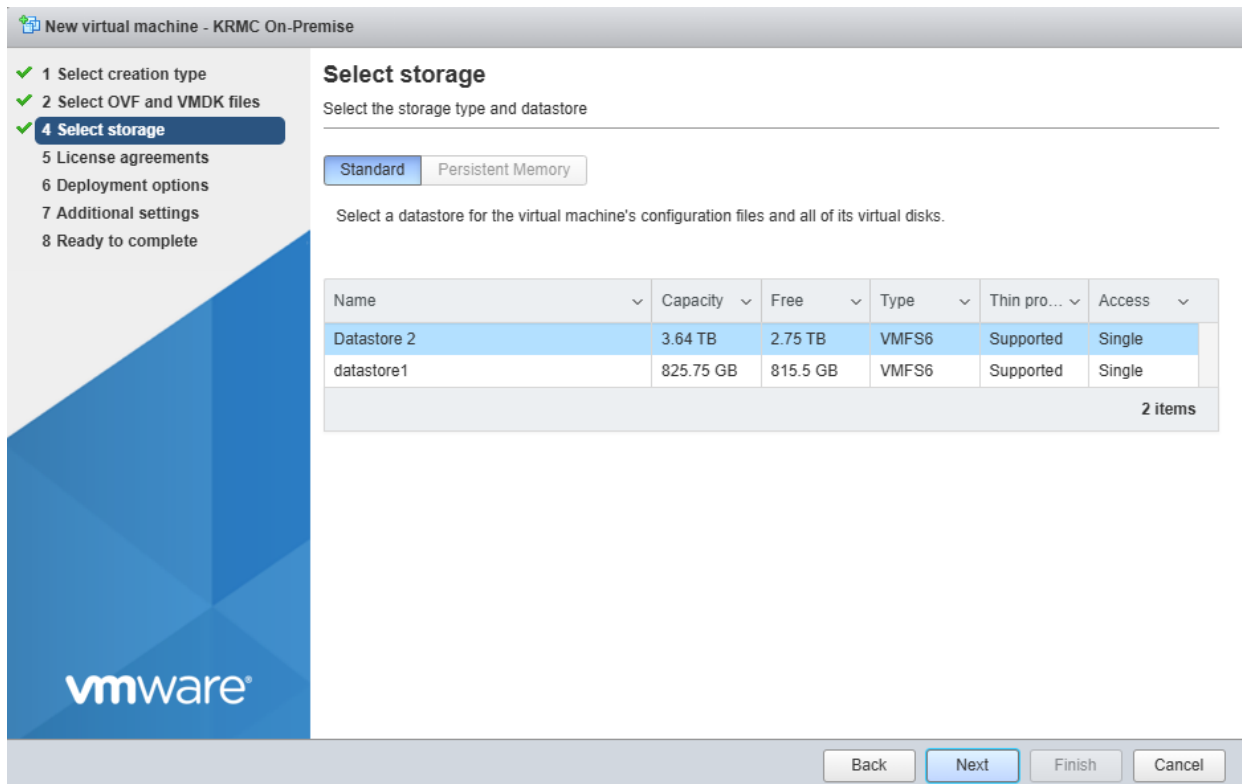 New virtual machine - KRMC On-Premise
1 Select creation type
2 Select OVF and VMDK files
4 Select storage
5 License agreements
6 Deployment options
7 Additional settings
8 Ready to complete
vmware®
Select storage
Select the storage type and datastore
Standard Persistent Memory
Select a datastore for the virtual machine's configuration files and all of its virtual disks.
Name Capacity Free Type Thin pro... Access
Datastore 2 3.64 TB 2.75 TB VMFS6 Supported Single
datastore1 825.75 GB 815.5 GB VMFS6 Supported Single
2 items
Back Next Finish Cancel